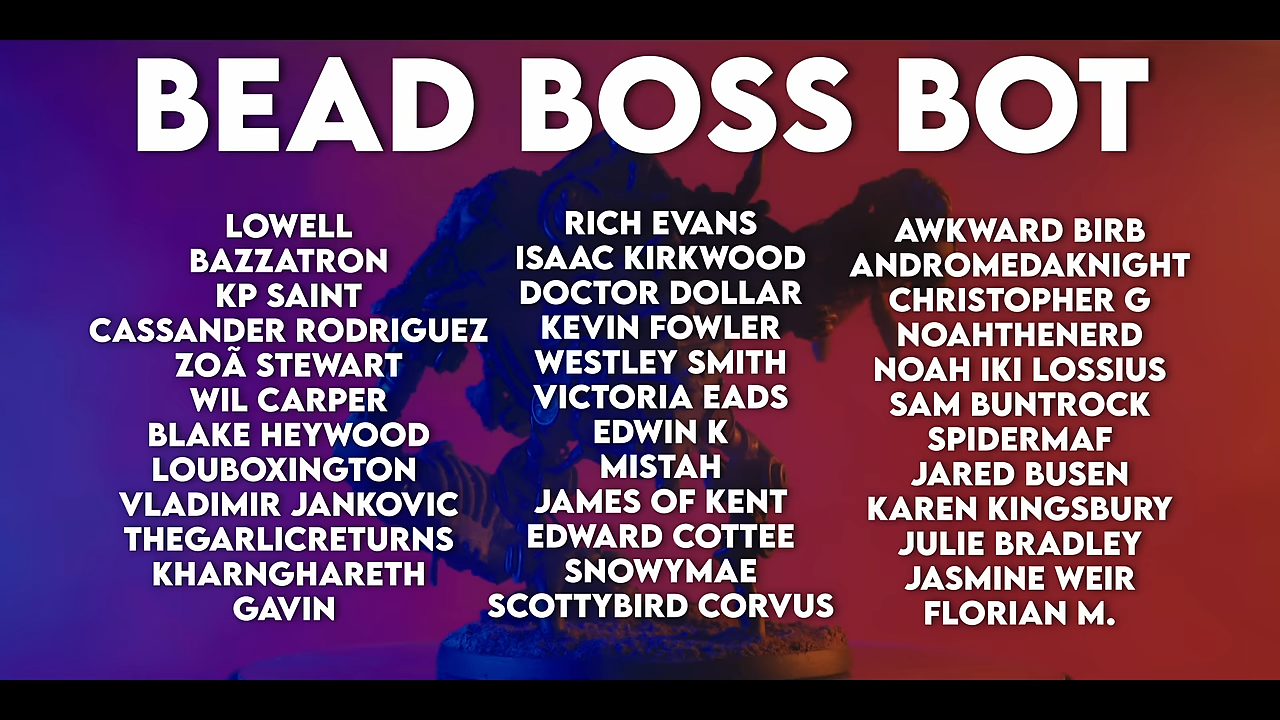 BEAD BOSS BOT
LOWELL
BAZZATRON
KP SAINT
CASSANDER RODRIGUEZ
ZOÃ STEWART
WIL CARPER
BLAKE HEYWOOD
LOUBOXINGTON
VLADIMIR JANKOVIC
THEGARLICRETURNS
KHARNGHARETH
GAVIN
RICH EVANS
ISAAC KIRKWOOD
DOCTOR DOLLAR
KEVIN FOWLER
WESTLEY SMITH
VICTORIA EADS
EDWIN K
MISTAH
JAMES OF KENT
EDWARD COTTEE
SNOWYMAE
SCOTTYBIRD CORVUS
AWKWARD BIRB
ANDROMEDAKNIGHT
CHRISTOPHER G
NOAHTHENERD
NOAH IKI LOSSIUS
SAM BUNTROCK
SPIDERMAF
JARED BUSEN
KAREN KINGSBURY
JULIE BRADLEY
JASMINE WEIR
FLORIAN M.